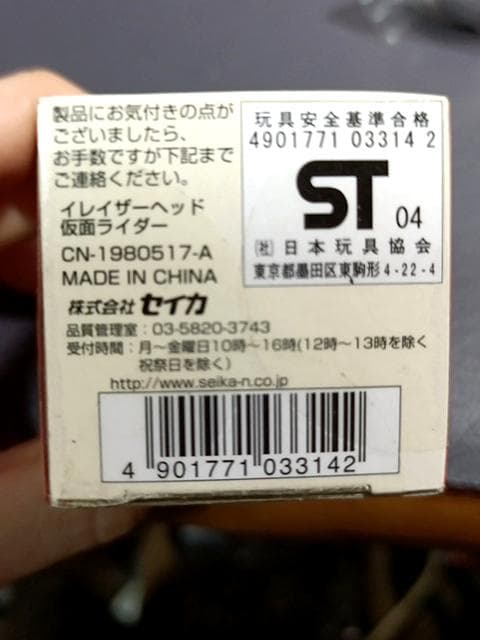 製品にお気付きの点が
ございましたら、
お手数ですが下記まで
ご連絡ください。
イレイザーヘッド
仮面ライダー
CN-1980517-A
MADE IN CHINA
株式会社 セイカ
品質管理室：03-5820-3743
受付時間：月〜金曜日10時〜16時(12時〜13時を除く
祝祭日を除く）
http://www.seika-n.co.jp
玩具安全基準合格
4901771 03314 2
ST 04
㈳ 日本玩具協会
東京都墨田区東駒形 4-22-4
4 901771 033142